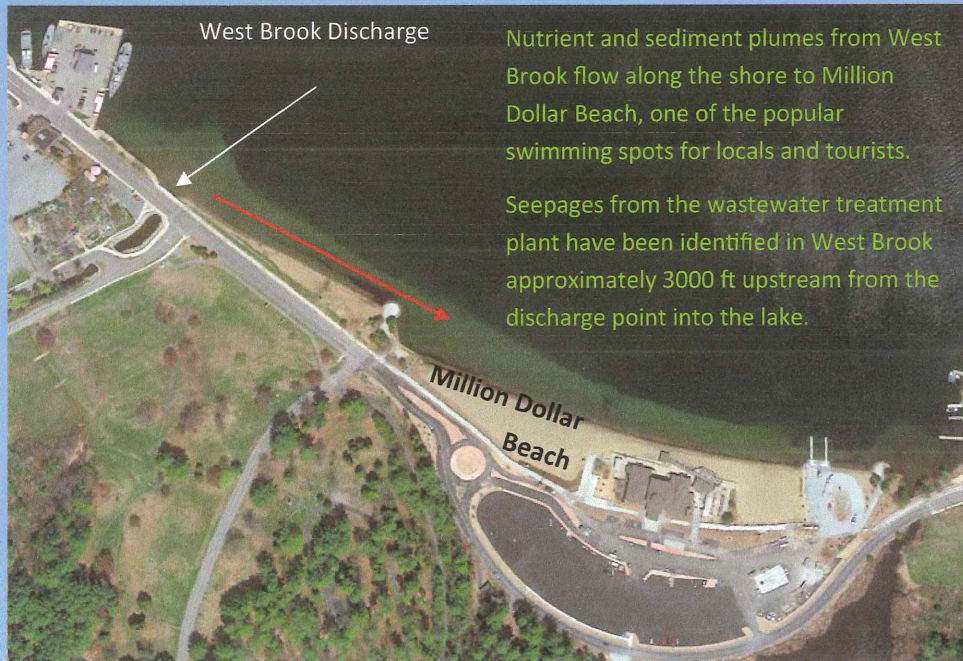 West Brook Discharge
Nutrient and sediment plumes from West
Brook flow along the shore to Million
Dollar Beach, one of the popular
swimming spots for locals and tourists.
Seepages from the wastewater treatment
plant have been identified in West Brook
approximately 3000 ft upstream from the
discharge point into the lake.
Million Dollar
Beach